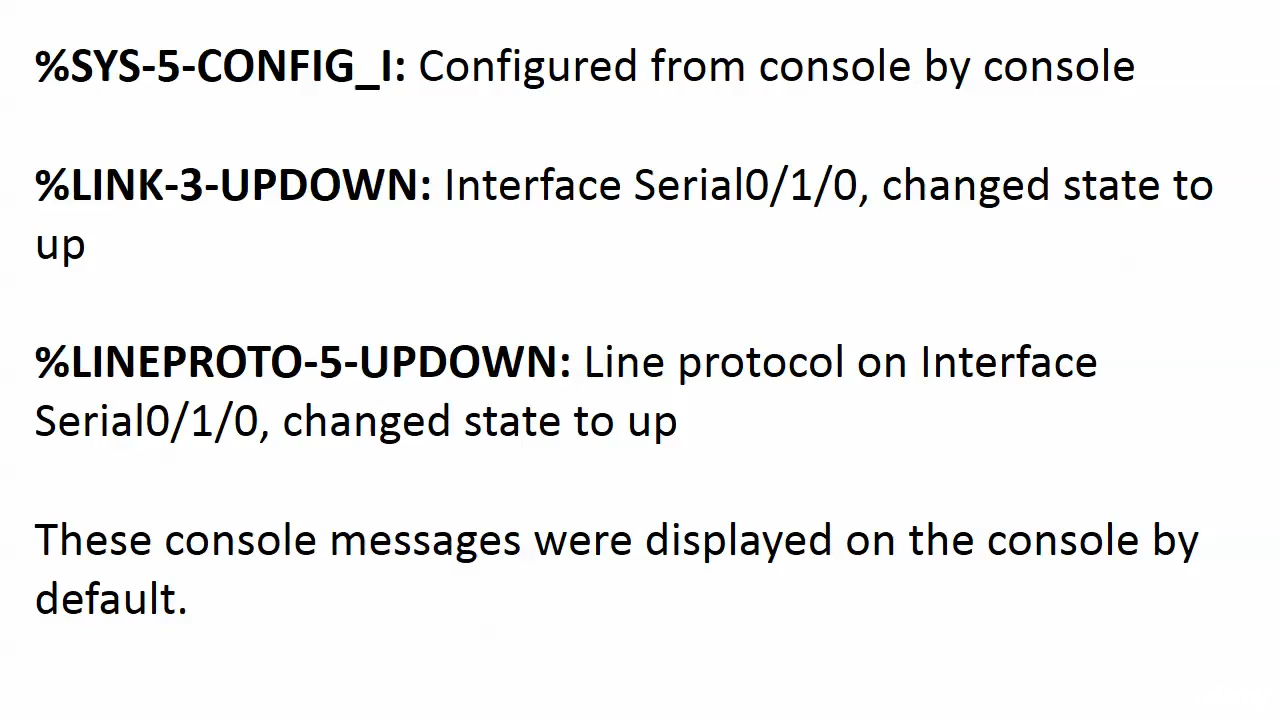 %SYS-5-CONFIG_I: Configured from console by console
%LINK-3-UPDOWN: Interface Serial0/1/0, changed state to
up
%LINEPROTO-5-UPDOWN: Line protocol on Interface
Serial0/1/0, changed state to up
These console messages were displayed on the console by
default.